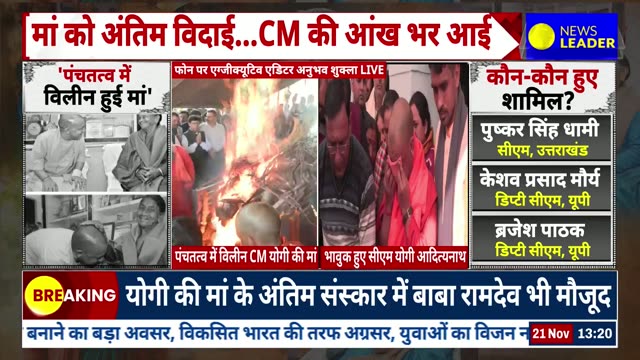 मां को अंतिम विदाई...CM की आंख भर आई
NEWS
LEADER
'पंचतत्व में
विलीन हुई मां'
फोन पर एग्जीक्यूटिव एडिटर अनुभव शुक्ला LIVE
पंचतत्व में विलीन CM योगी की मां
भावुक हुए सीएम योगी आदित्यनाथ
कौन-कौन हुए
शामिल?
पुष्कर सिंह धामी
सीएम, उत्तराखंड
केशव प्रसाद मौर्य
डिप्टी सीएम, यूपी
ब्रजेश पाठक
डिप्टी सीएम, यूपी
BREAKING
योगी की मां के अंतिम संस्कार में बाबा रामदेव भी मौजूद
बनाने का बड़ा अवसर, विकसित भारत की तरफ अग्रसर, युवाओं का विजन
21 Nov
13:20